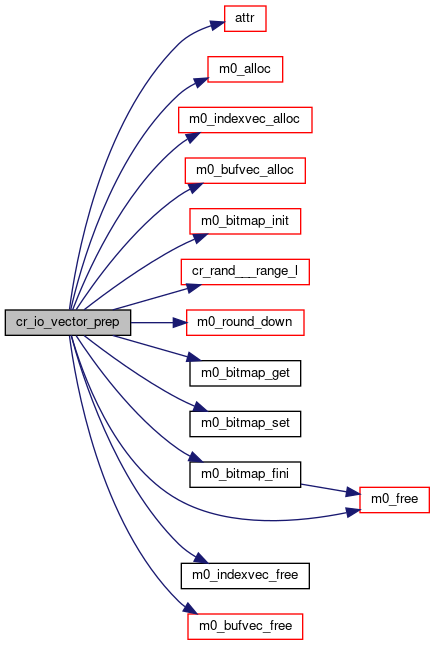 attr
m0_alloc
m0_indexvec_alloc
m0_bufvec_alloc
m0_bitmap_init
cr_rand___range_l
cr_io_vector_prep
m0_round_down
m0_bitmap_get
m0_bitmap_set
m0_bitmap_fini
m0_free
m0_indexvec_free
m0_bufvec_free